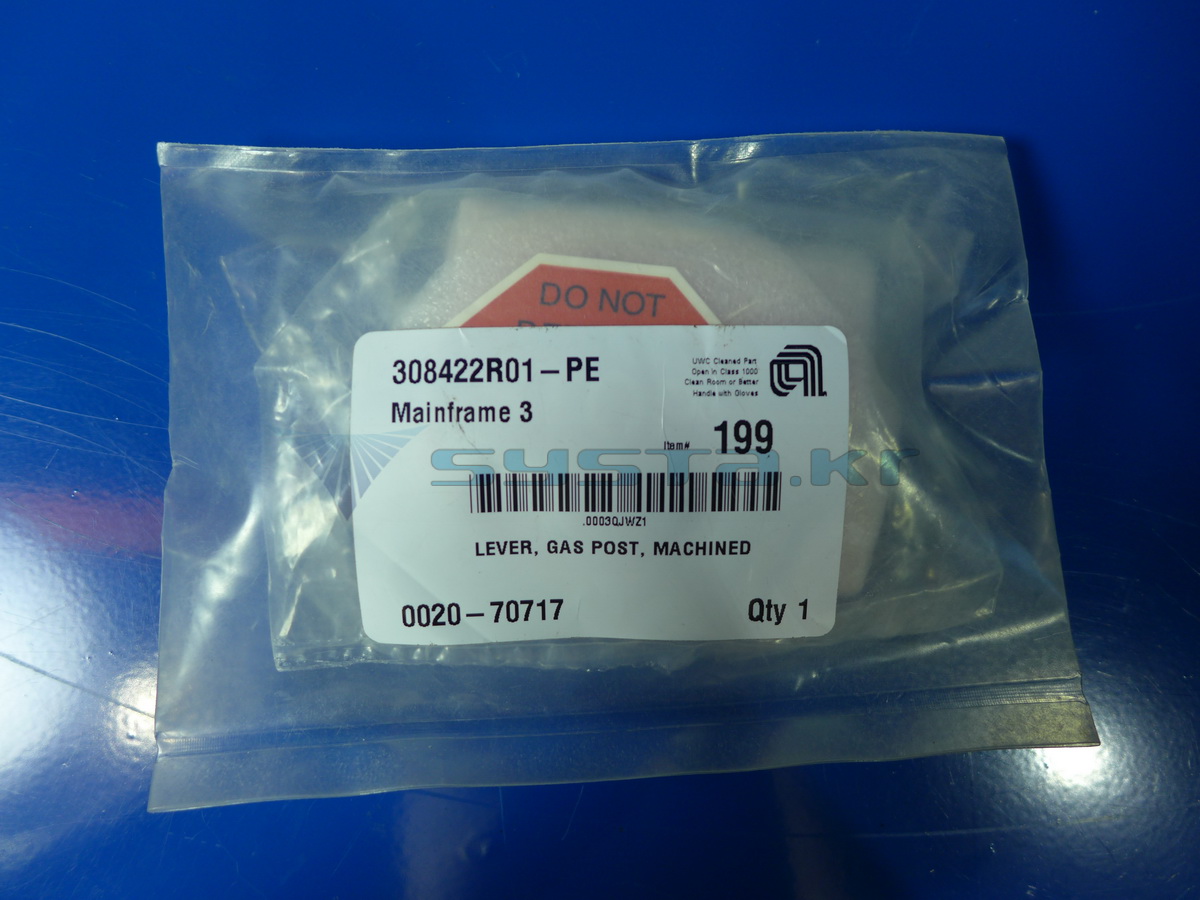 DO NOT
308422R01-PE
UWC Cleaned Part
Open in Class 1000
Clean Room or Better
Handle with Gloves
Mainframe 3
Item# 199
systa.kr
.0003QJWZ1
LEVER, GAS POST, MACHINED
0020-70717
Qty 1